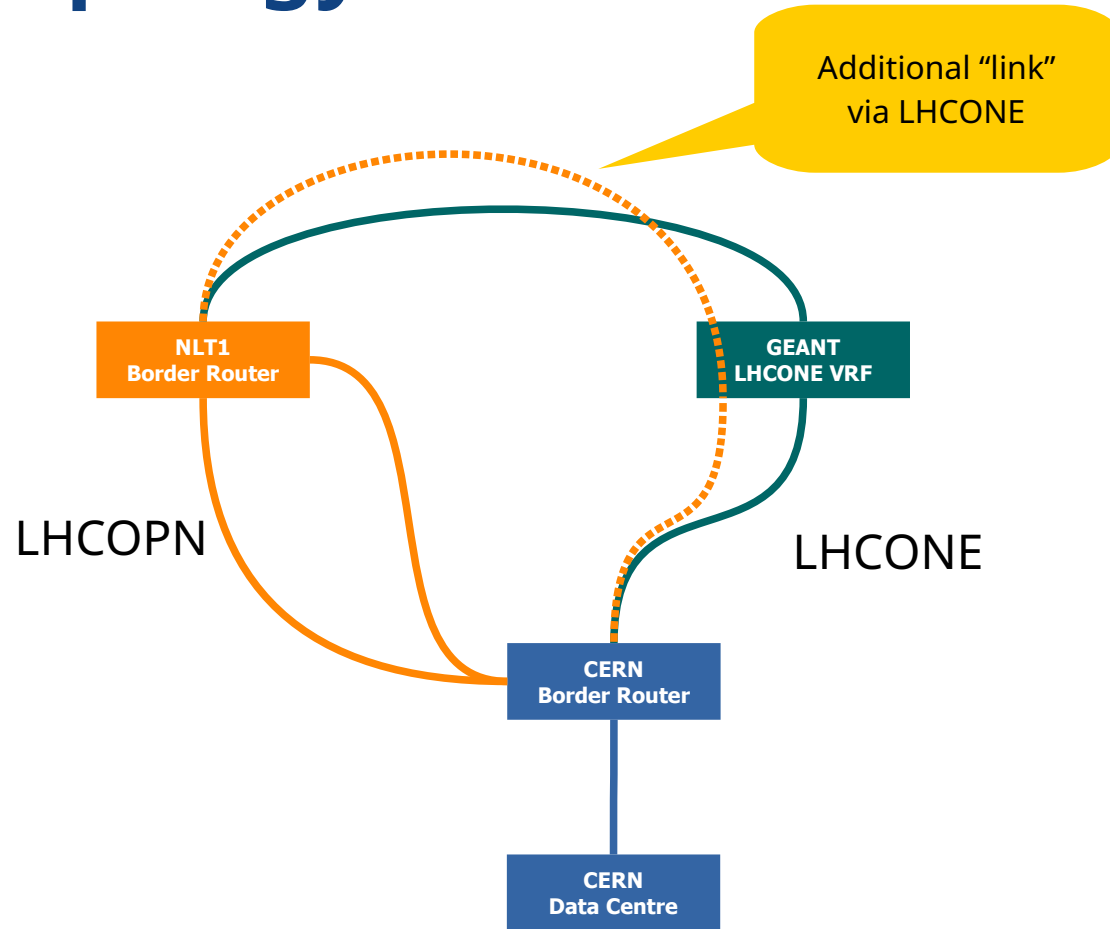 Additional “link”
via LHCONE
NLT1
Border Router
GEANT
LHCONE VRF
LHCOPN
LHCONE
CERN
Border Router
CERN
Data Centre